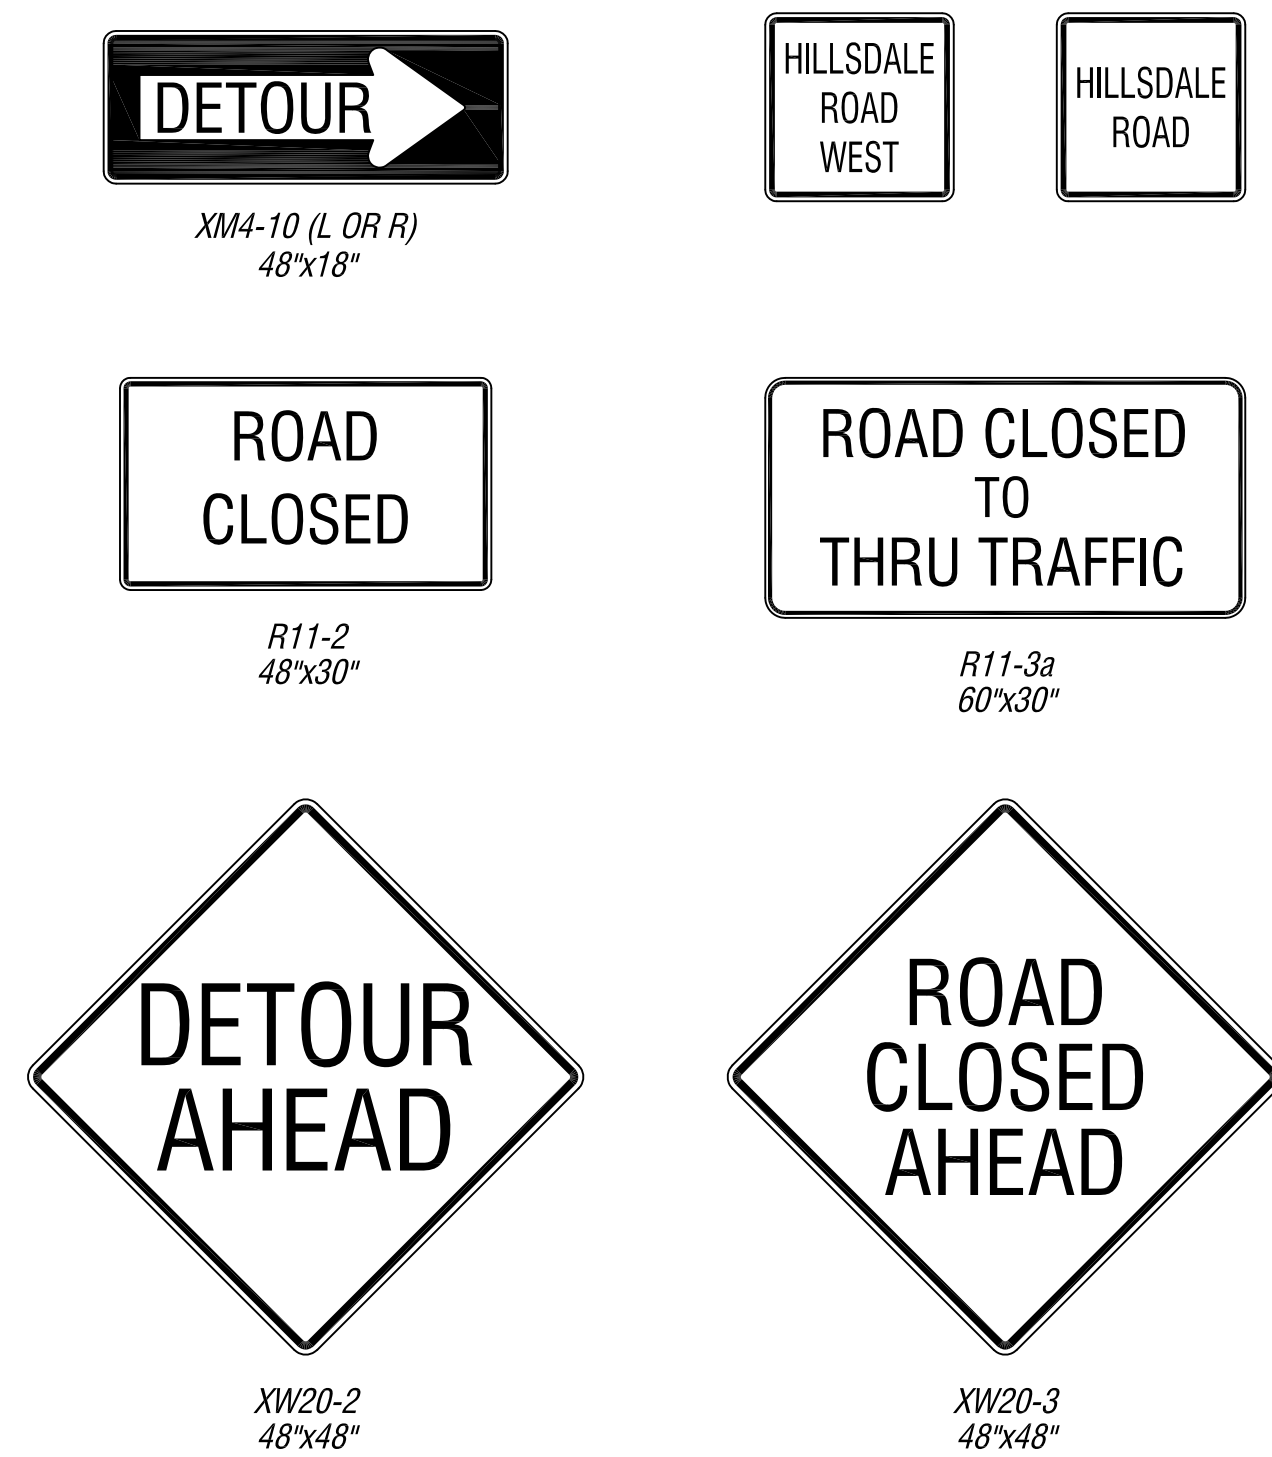 DETOUR
XM4-10 (L OR R)
48"x18"
HILLSDALE
ROAD
WEST
HILLSDALE
ROAD
ROAD
CLOSED
R11-2
48"x30"
ROAD CLOSED
TO
THRU TRAFFIC
R11-3a
60"x30"
DETOUR
AHEAD
XW20-2
48"x48"
ROAD
CLOSED
AHEAD
XW20-3
48"x48"